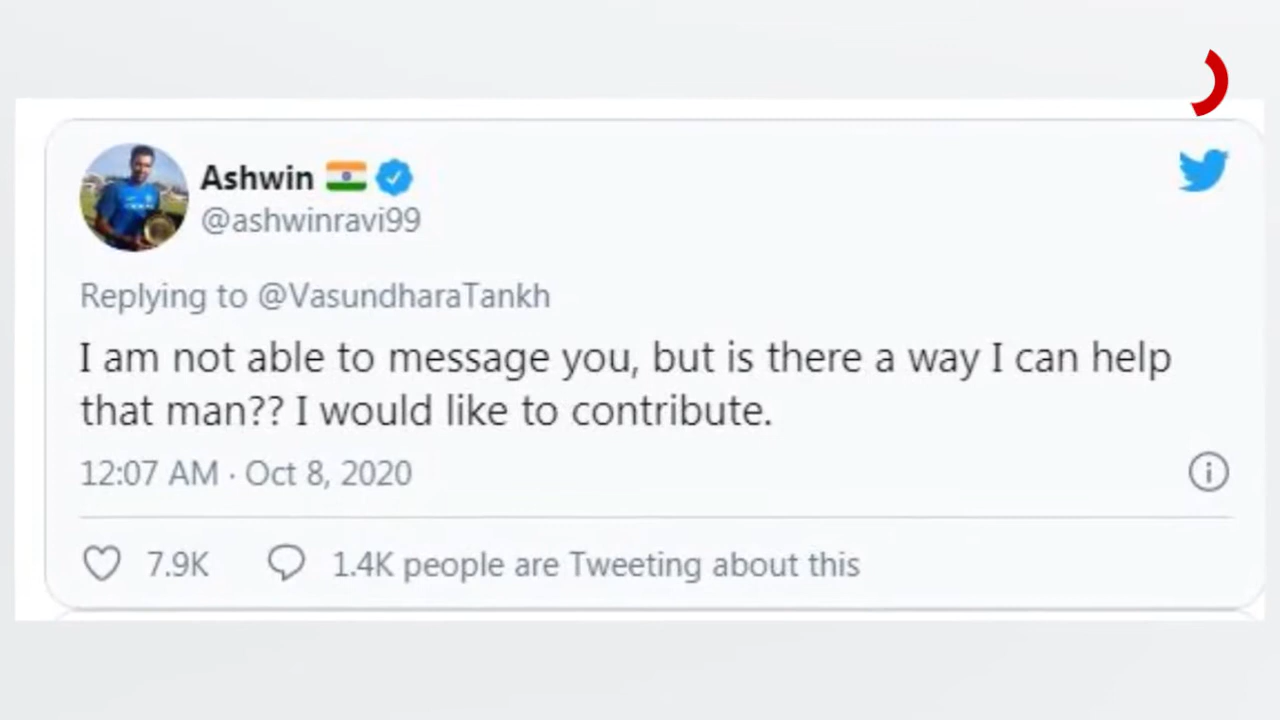 Ashwin
@ashwinravi99
Replying to @VasundharaTankh
I am not able to message you, but is there a way I can help
that man?? I would like to contribute.
12:07 AM · Oct 8, 2020
7.9K 1.4K people are Tweeting about this